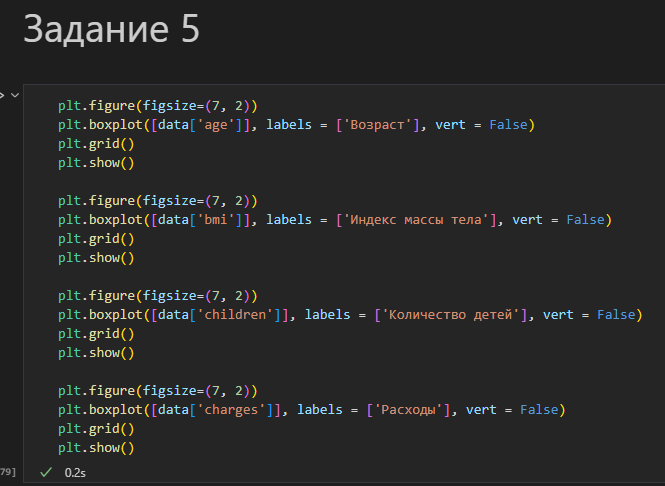 Задание 5
plt.figure(figsize=(7, 2))
plt.boxplot([data['age']], labels = ['Возраст'], vert = False)
plt.grid()
plt.show()
plt.figure(figsize=(7, 2))
plt.boxplot([data['bmi']], labels = ['Индекс массы тела'], vert = False)
plt.grid()
plt.show()
plt.figure(figsize=(7, 2))
plt.boxplot([data['children']], labels = ['Количество детей'], vert = False)
plt.grid()
plt.show()
plt.figure(figsize=(7, 2))
plt.boxplot([data['charges']], labels = ['Расходы'], vert = False)
plt.grid()
plt.show()
79] 0.2s